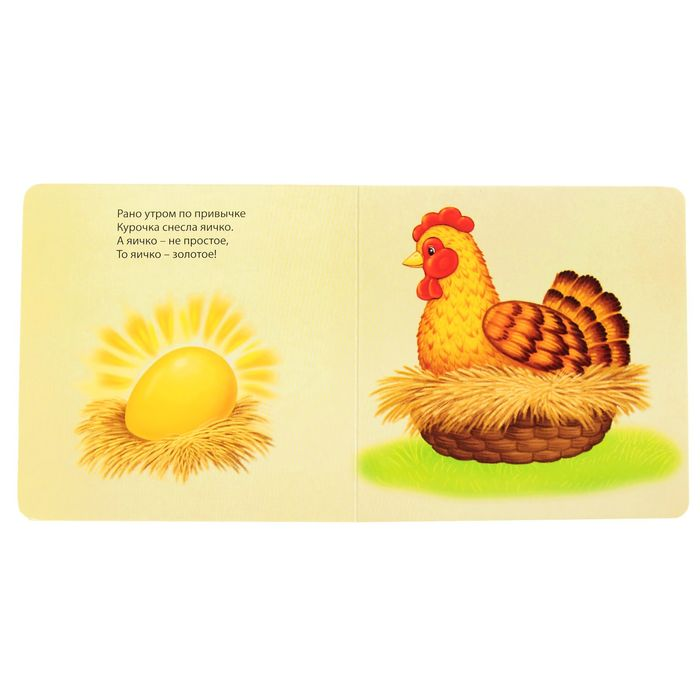 Рано утром по привычке
Курочка снесла яичко.
А яичко – не простое,
То яичко – золотое!